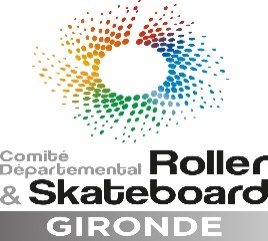 Comité
Départemental Roller
& Skateboard
GIRONDE